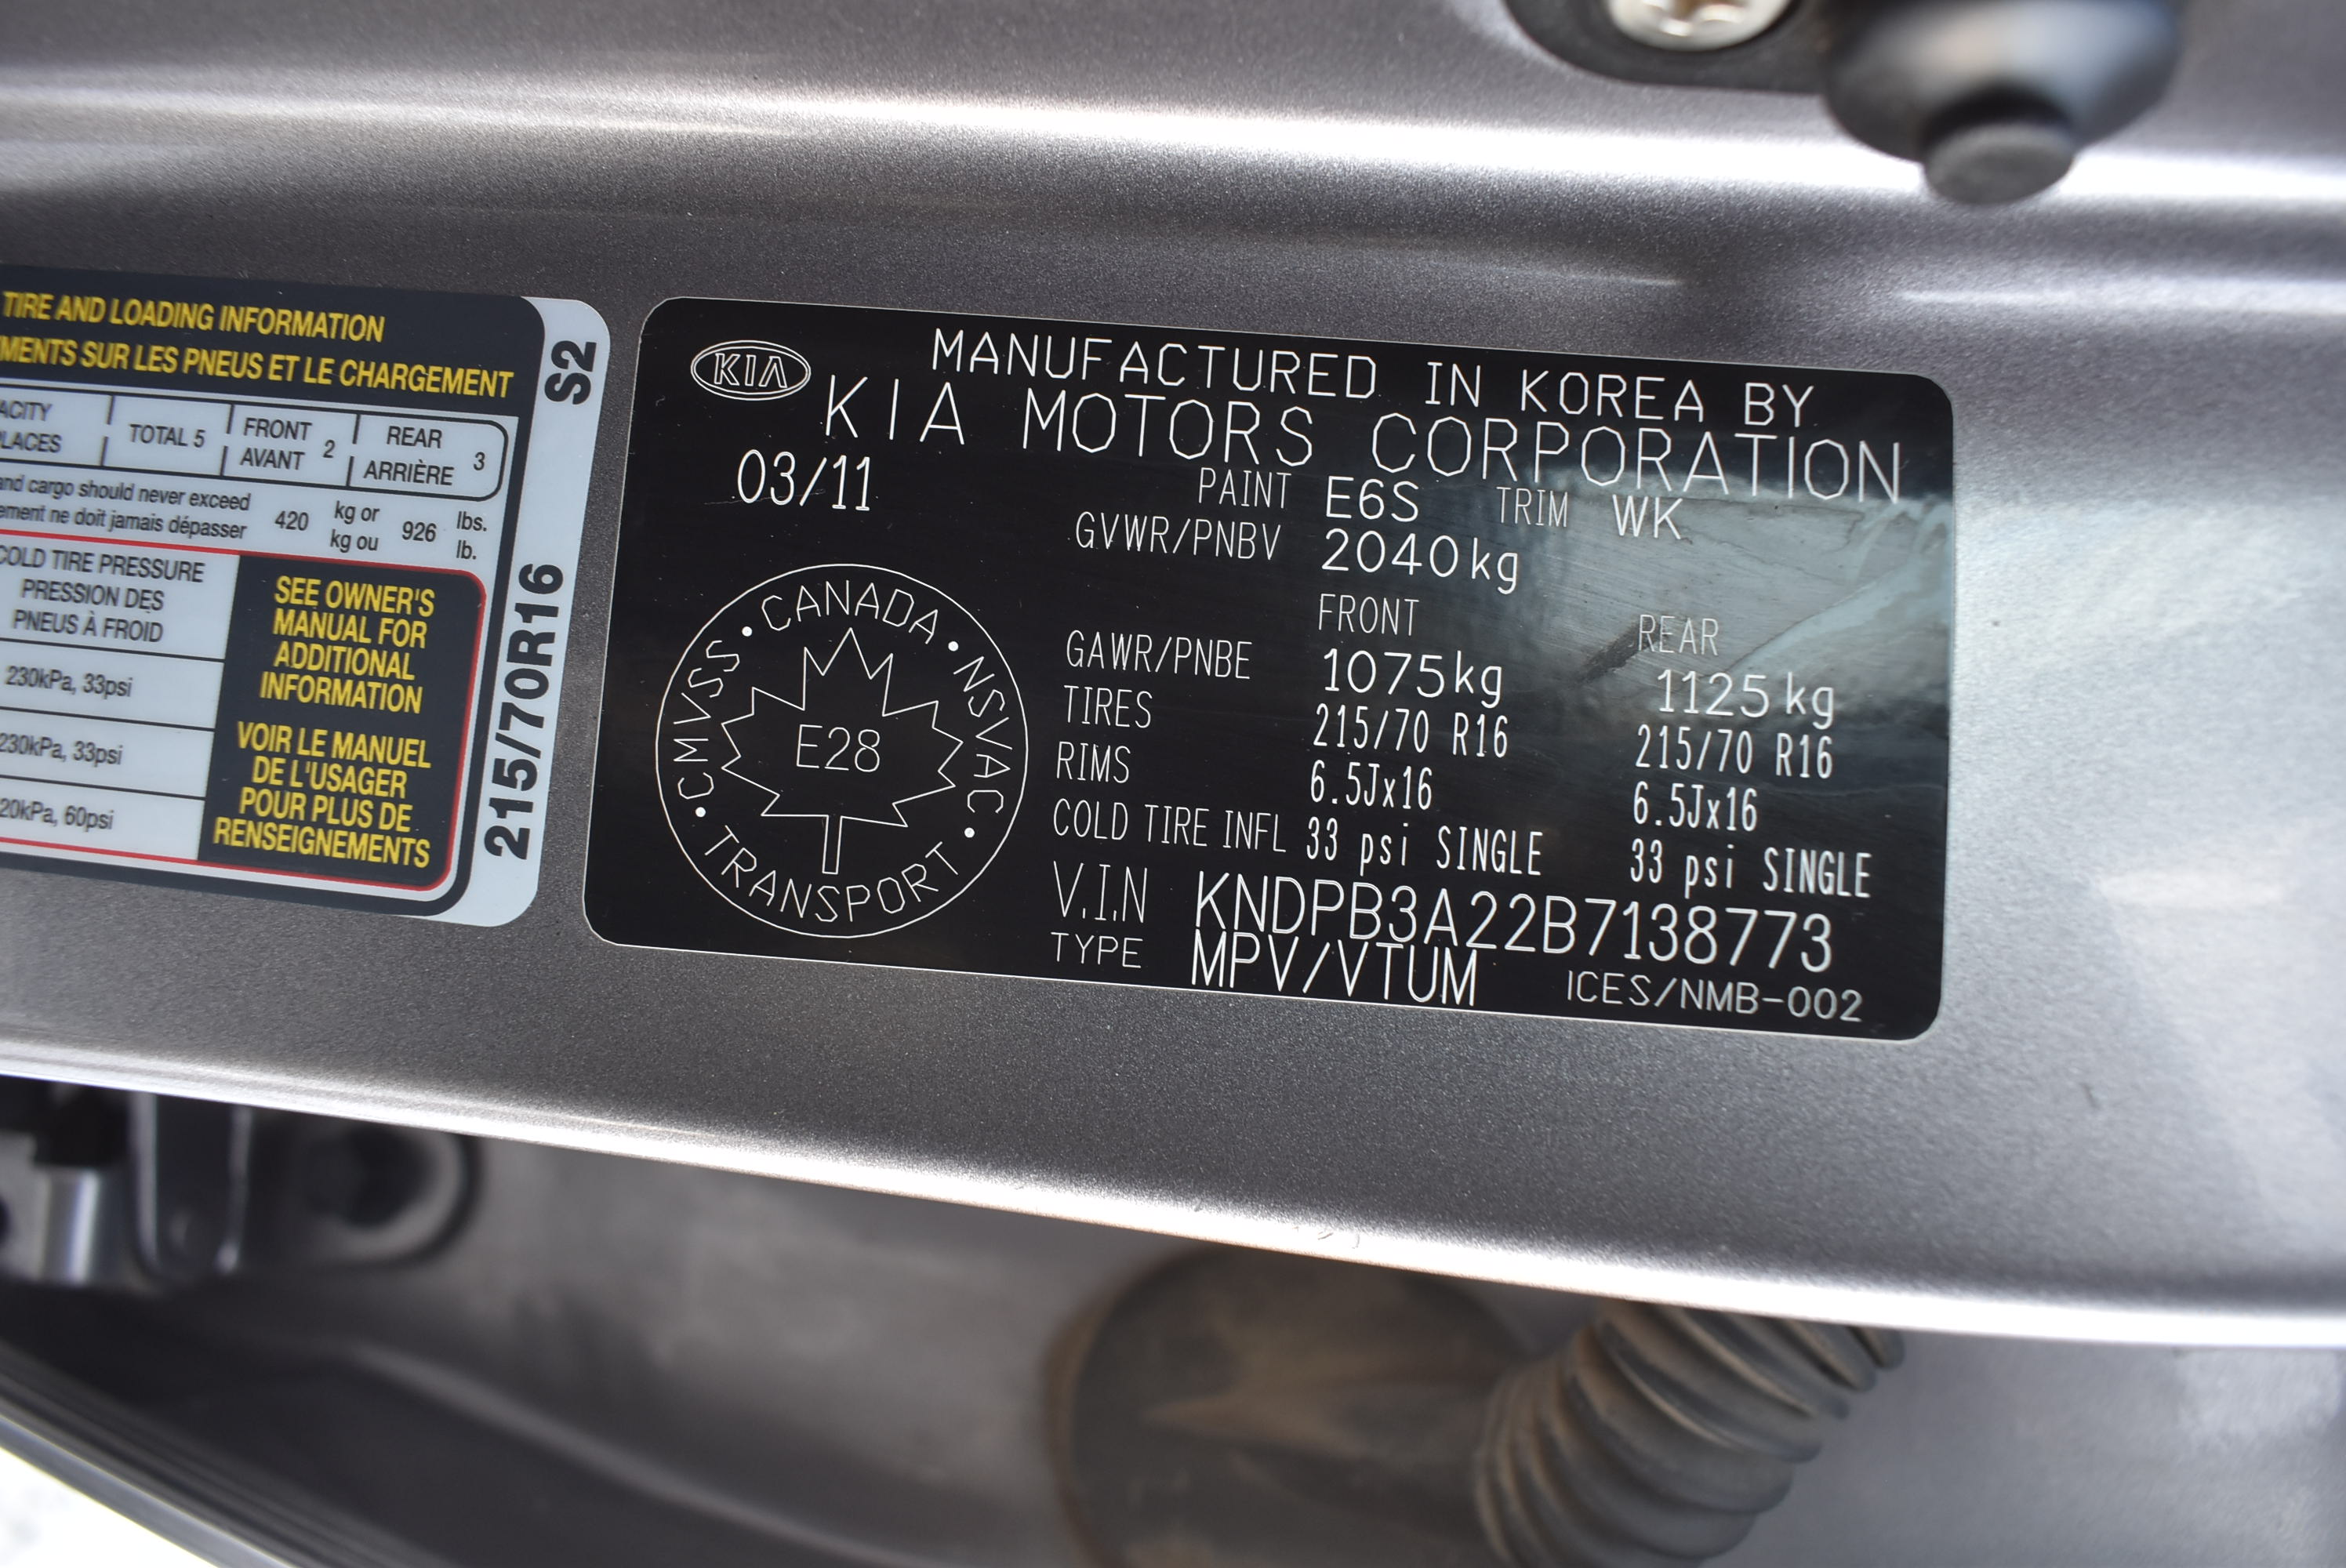 TIRE AND LOADING INFORMATION
SUR LES PNEUS ET LE CHARGEMENT
TOTAL 5
FRONT 2
AVANT
REAR 3
ARRIÈRE
and cargo should never exceed
ne doit jamais dépasser
420 kg or 926 lbs.
kg ou lb.
COLD TIRE PRESSURE
PRESSION DES
PNEUS À FROID
230kPa, 33psi
230kPa, 33psi
60psi
SEE OWNER'S
MANUAL FOR
ADDITIONAL
INFORMATION
VOIR LE MANUEL
DE L'USAGER
POUR PLUS DE
RENSEIGNEMENTS
S2
215/70R16
KIA
MANUFACTURED IN KOREA BY
KIA MOTORS CORPORATION
03/11
PAINT E6S TRIM WK
GVWR/PNBV 2040kg
FRONT REAR
GAWR/PNBE 1075kg 1125kg
TIRES 215/70 R16 215/70 R16
RIMS 6.5Jx16 6.5Jx16
COLD TIRE INFL 33 psi SINGLE 33 psi SINGLE
V.I.N KNDPB3A22B7138773
TYPE MPV/VTUM ICES/NMB-002
CMVSS • CANADA • NSVAC • TRANSPORT •
E28